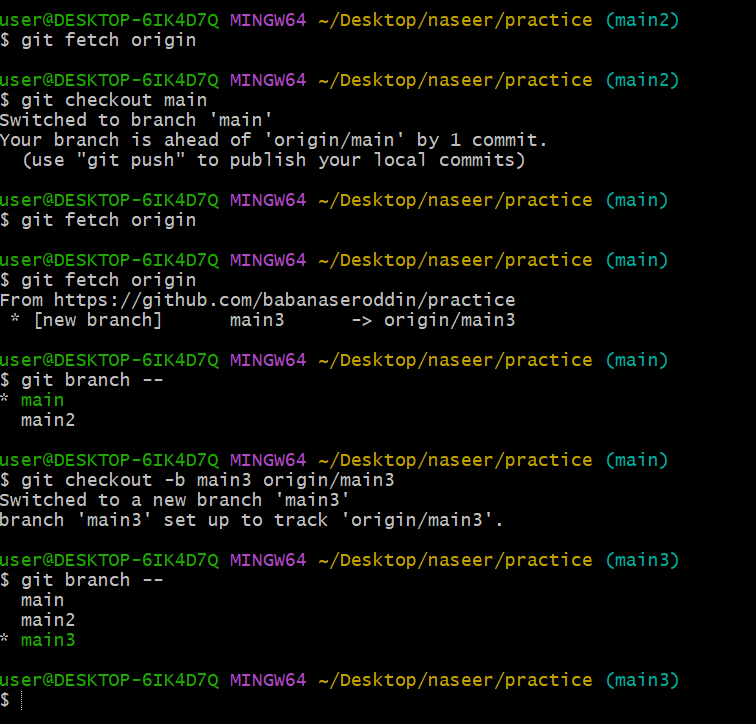 user@DESKTOP-6IK4D7Q MINGW64 ~/Desktop/naseer/practice (main2)
$ git fetch origin
user@DESKTOP-6IK4D7Q MINGW64 ~/Desktop/naseer/practice (main2)
$ git checkout main
Switched to branch 'main'
Your branch is ahead of 'origin/main' by 1 commit.
  (use "git push" to publish your local commits)
user@DESKTOP-6IK4D7Q MINGW64 ~/Desktop/naseer/practice (main)
$ git fetch origin
user@DESKTOP-6IK4D7Q MINGW64 ~/Desktop/naseer/practice (main)
$ git fetch origin
From https://github.com/babanaseroddin/practice
 * [new branch]      main3      -> origin/main3
user@DESKTOP-6IK4D7Q MINGW64 ~/Desktop/naseer/practice (main)
$ git branch --
* main
  main2
user@DESKTOP-6IK4D7Q MINGW64 ~/Desktop/naseer/practice (main)
$ git checkout -b main3 origin/main3
Switched to a new branch 'main3'
branch 'main3' set up to track 'origin/main3'.
user@DESKTOP-6IK4D7Q MINGW64 ~/Desktop/naseer/practice (main3)
$ git branch --
  main
  main2
* main3
user@DESKTOP-6IK4D7Q MINGW64 ~/Desktop/naseer/practice (main3)
$